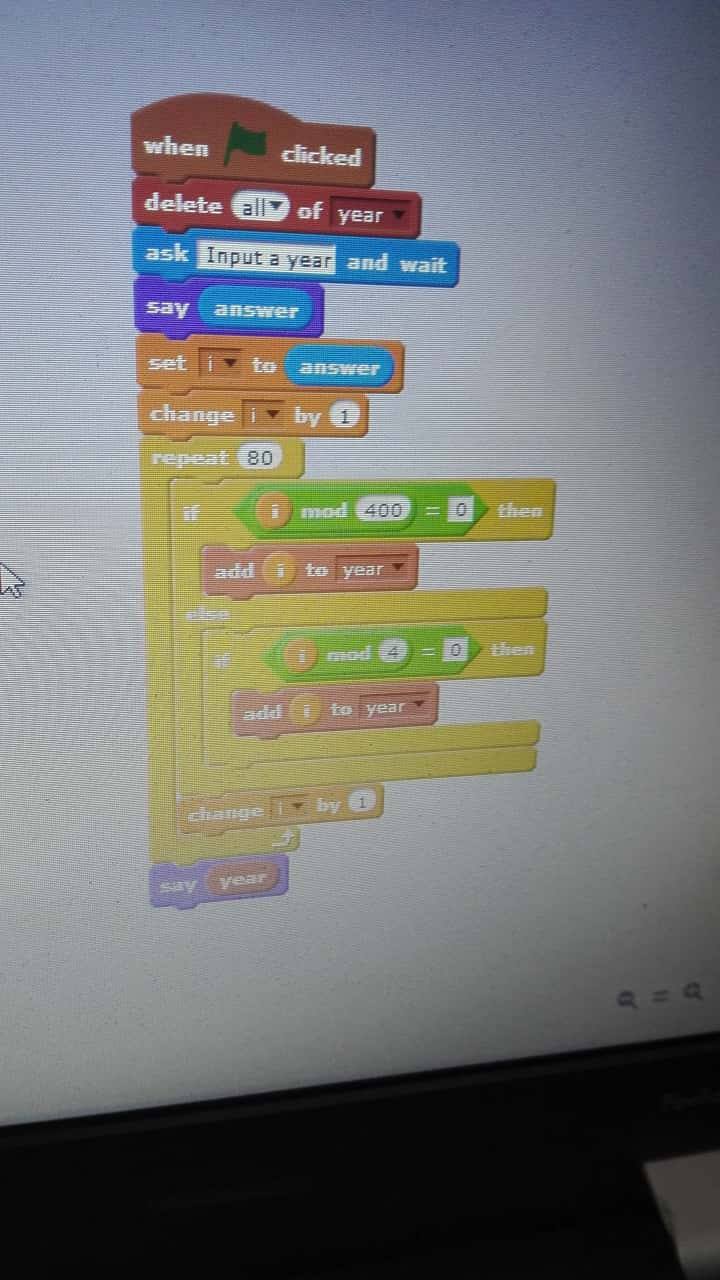 when clicked
delete all of year
ask Input a year and wait
say answer
set i to answer
change i by 1
repeat 80
if i mod 400 = 0 then
add i to year
else
if i mod 4 = 0 then
add i to year
change i by 1
say year